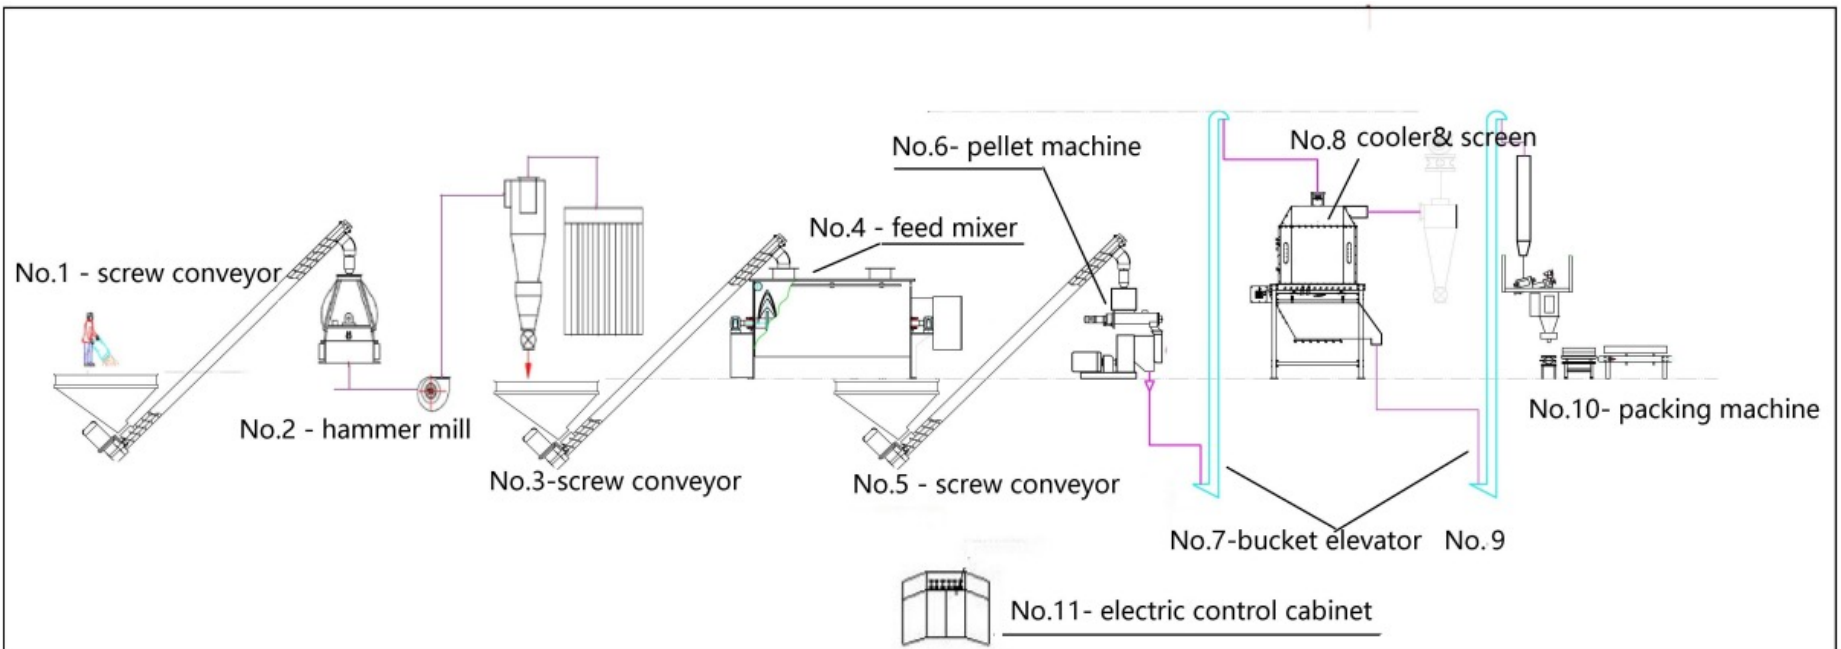 No.6- pellet machine
No.8 cooler& screen
No.4 - feed mixer
No.1 - screw conveyor
No.2 - hammer mill
No.10- packing machine
No.3-screw conveyor
No.5 - screw conveyor
No.7-bucket elevator No.9
No.11- electric control cabinet